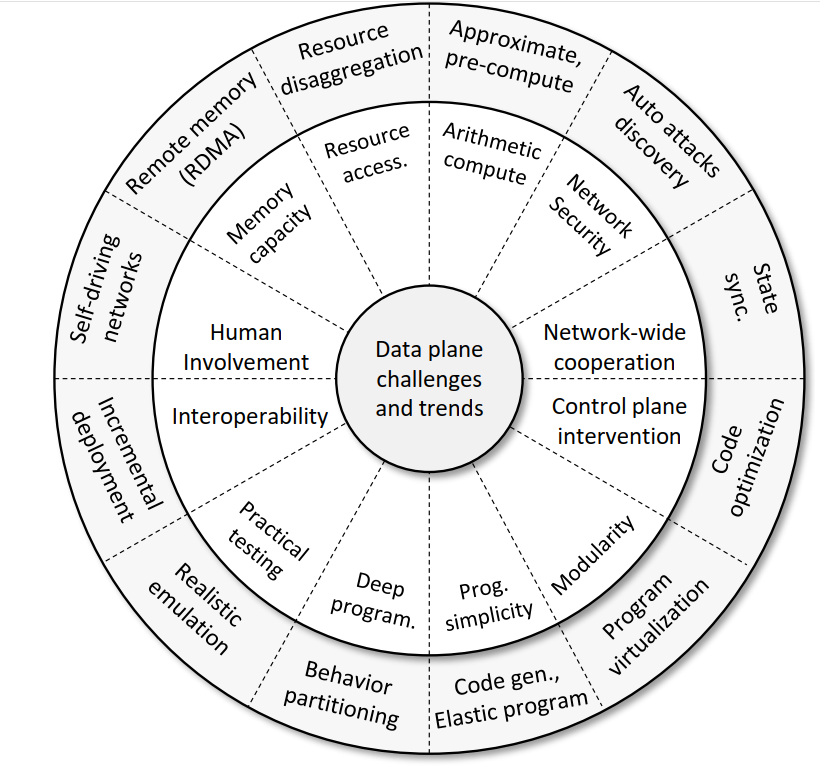 Resource
disaggregation
Approximate,
pre-compute
Auto attacks
discovery
State
sync.
Code
optimization
Program
virtualization
Code gen.,
Elastic program
Behavior
partitioning
Realistic
emulation
Incremental
deployment
Self-driving
networks
Remote memory
(RDMA)
Resource
access.
Arithmetic
compute
Network
Security
Network-wide
cooperation
Control plane
intervention
Modularity
Prog.
simplicity
Deep
program.
Practical
testing
Interoperability
Human
Involvement
Memory
capacity
Data plane
challenges
and trends